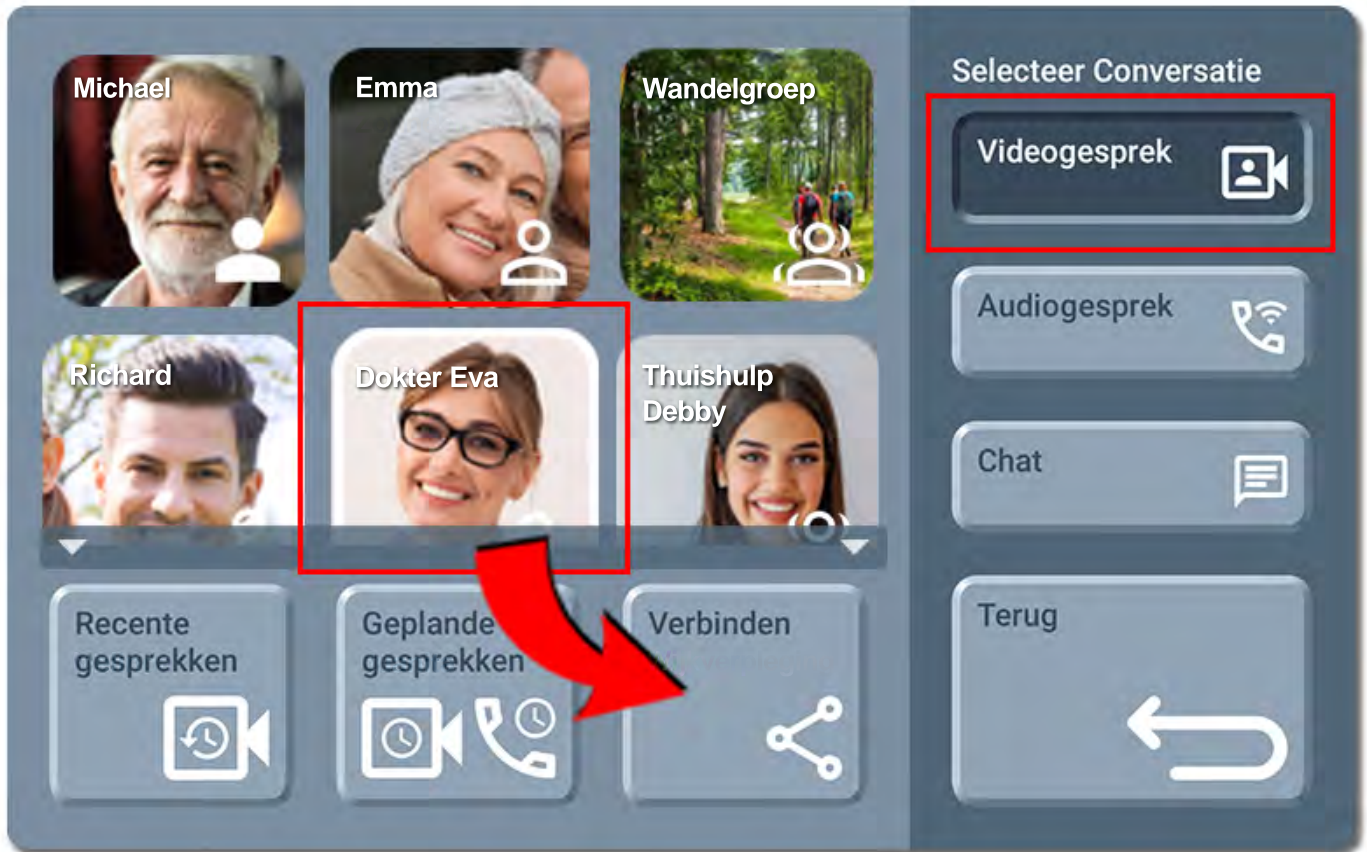 Michael
Emma
Wandelgroep
Richard
Dokter Eva
Thuishulp
Debby
Recente
gesprekken
Geplande
gesprekken
Verbinden
Selecteer Conversatie
Videogesprek
Audiogesprek
Chat
Terug